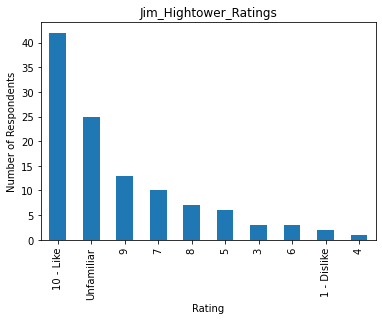 Jim_Hightower_Ratings
Number of Respondents
40
35
30
25
20
15
10
5
0
10 - Like
Unfamiliar
9
7
8
5
3
6
1 - Dislike
4
Rating